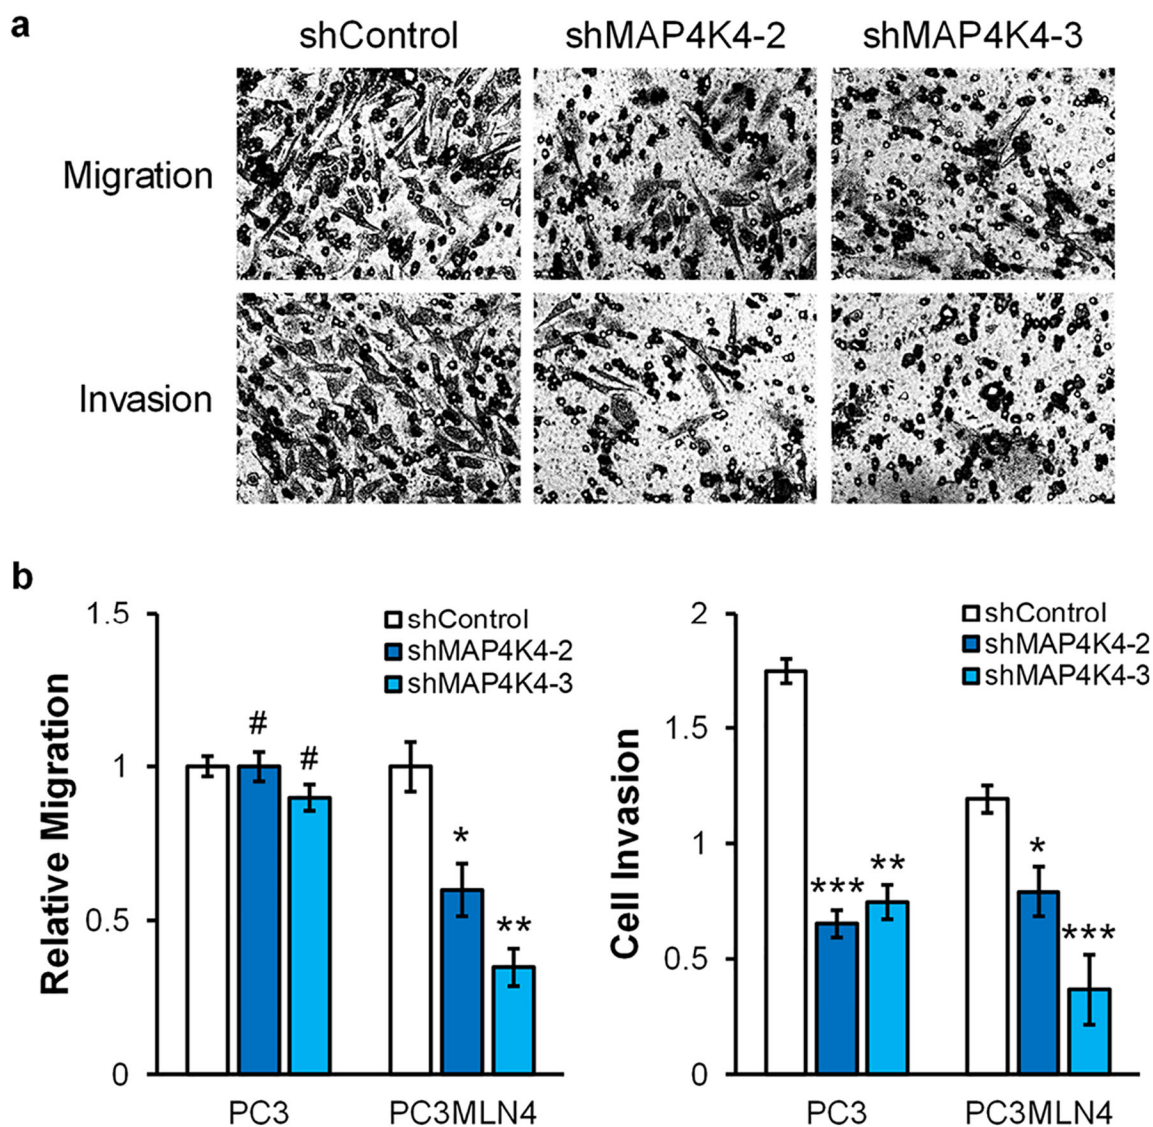 a
shControl shMAP4K4-2 shMAP4K4-3
Migration
Invasion
b
Relative Migration
1.5
1
0.5
0
shControl
shMAP4K4-2
shMAP4K4-3
# # * **
PC3 PC3MLN4
Cell Invasion
2
1.5
1
0.5
0
shControl
shMAP4K4-2
shMAP4K4-3
*** ** * ***
PC3 PC3MLN4